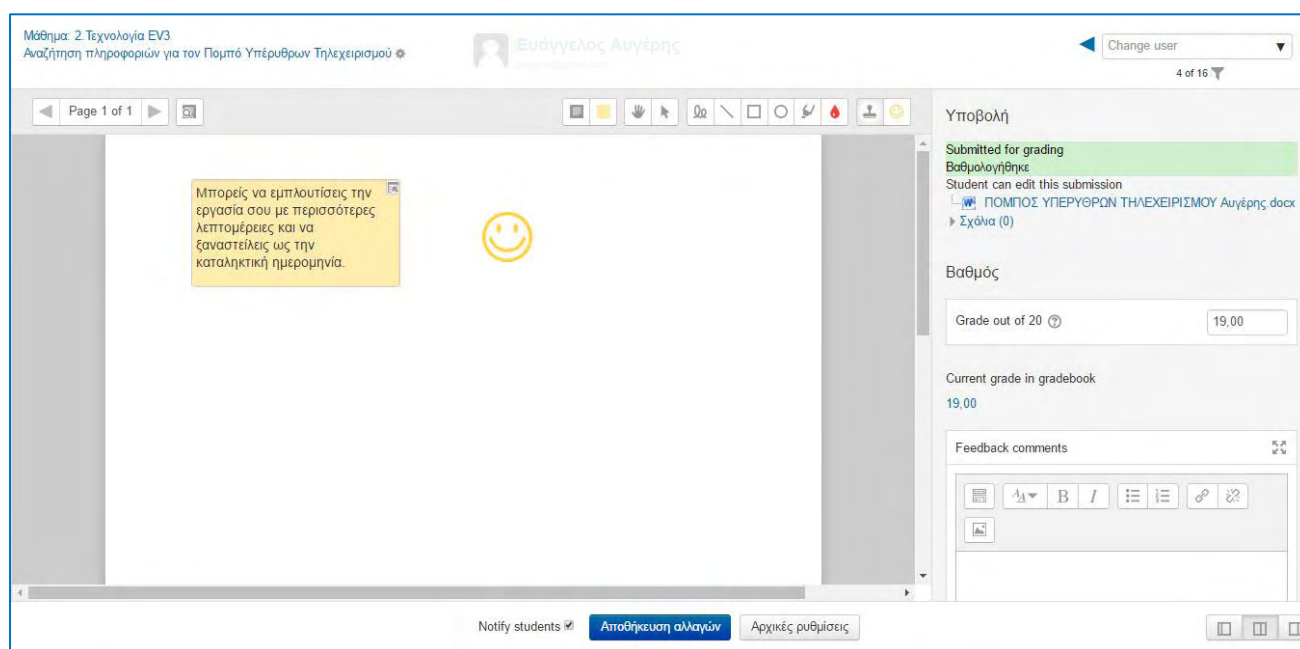 Μάθημα: 2.Τεχνολογία EV3
Αναζήτηση πληροφοριών για τον Πομπό Υπέρυθρων Τηλεχειρισμού
Ευάγγελος Αυγέρης
Change user
4 of 16
Page 1 of 1
Μπορείς να εμπλουτίσεις την
εργασία σου με περισσότερες
λεπτομέρειες και να
ξαναστείλεις ως την
καταληκτική ημερομηνία.
Υποβολή
Submitted for grading
Βαθμολογήθηκε
Student can edit this submission
ΠΟΜΠΟΣ ΥΠΕΡΥΘΡΩΝ ΤΗΛΕΧΕΙΡΙΣΜΟΥ Αυγέρης.docx
Σχόλια (0)
Βαθμός
Grade out of 20
19,00
Current grade in gradebook
19,00
Feedback comments
B I
Notify students
Αποθήκευση αλλαγών
Αρχικές ρυθμίσεις